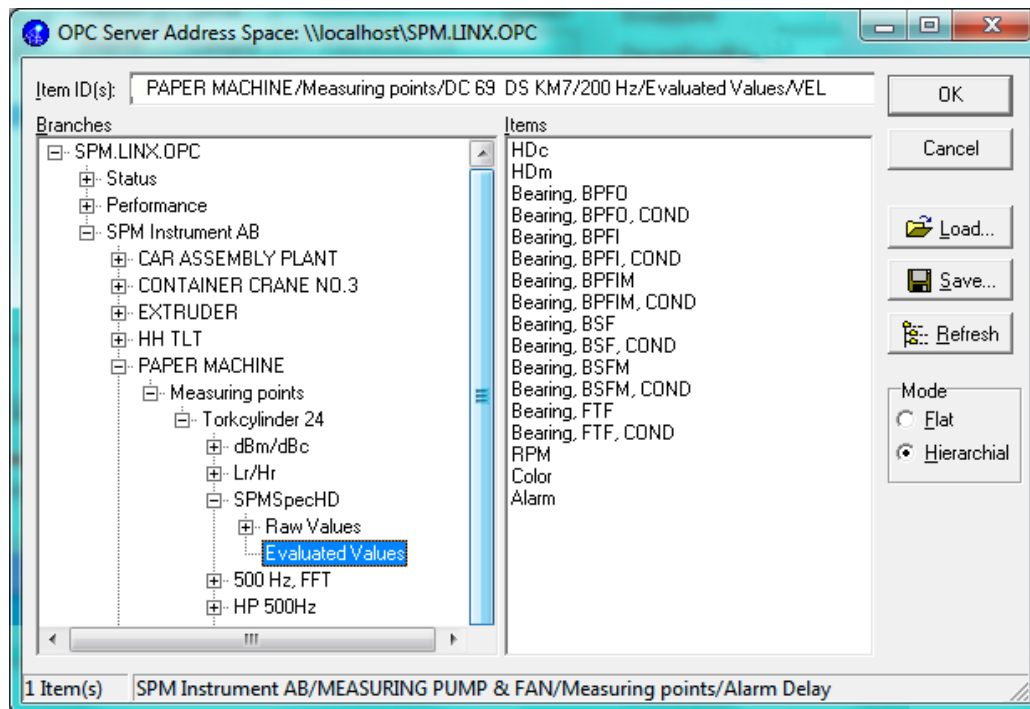 OPC Server Address Space: \\localhost\SPM.LINX.OPC
Item ID(s): PAPER MACHINE/Measuring points/DC 69 DS KM7/200 Hz/Evaluated Values/VEL
OK
Cancel
Branches
SPM.LINX.OPC
Status
Performance
SPM Instrument AB
CAR ASSEMBLY PLANT
CONTAINER CRANE NO.3
EXTRUDER
HH TLT
PAPER MACHINE
Measuring points
Torkcylinder 24
dBm/dBc
Lr/Hr
SPMSpecHD
Raw Values
Evaluated Values
500 Hz, FFT
HP 500Hz
Items
HDc
HDm
Bearing, BPFO
Bearing, BPFO, COND
Bearing, BPFI
Bearing, BPFI, COND
Bearing, BPFIM
Bearing, BPFIM, COND
Bearing, BSF
Bearing, BSF, COND
Bearing, BSFM
Bearing, BSFM, COND
Bearing, FTF
Bearing, FTF, COND
RPM
Color
Alarm
Load...
Save...
Refresh
Mode
Flat
Hierarchial
1 Item(s)
SPM Instrument AB/MEASURING PUMP & FAN/Measuring points/Alarm Delay